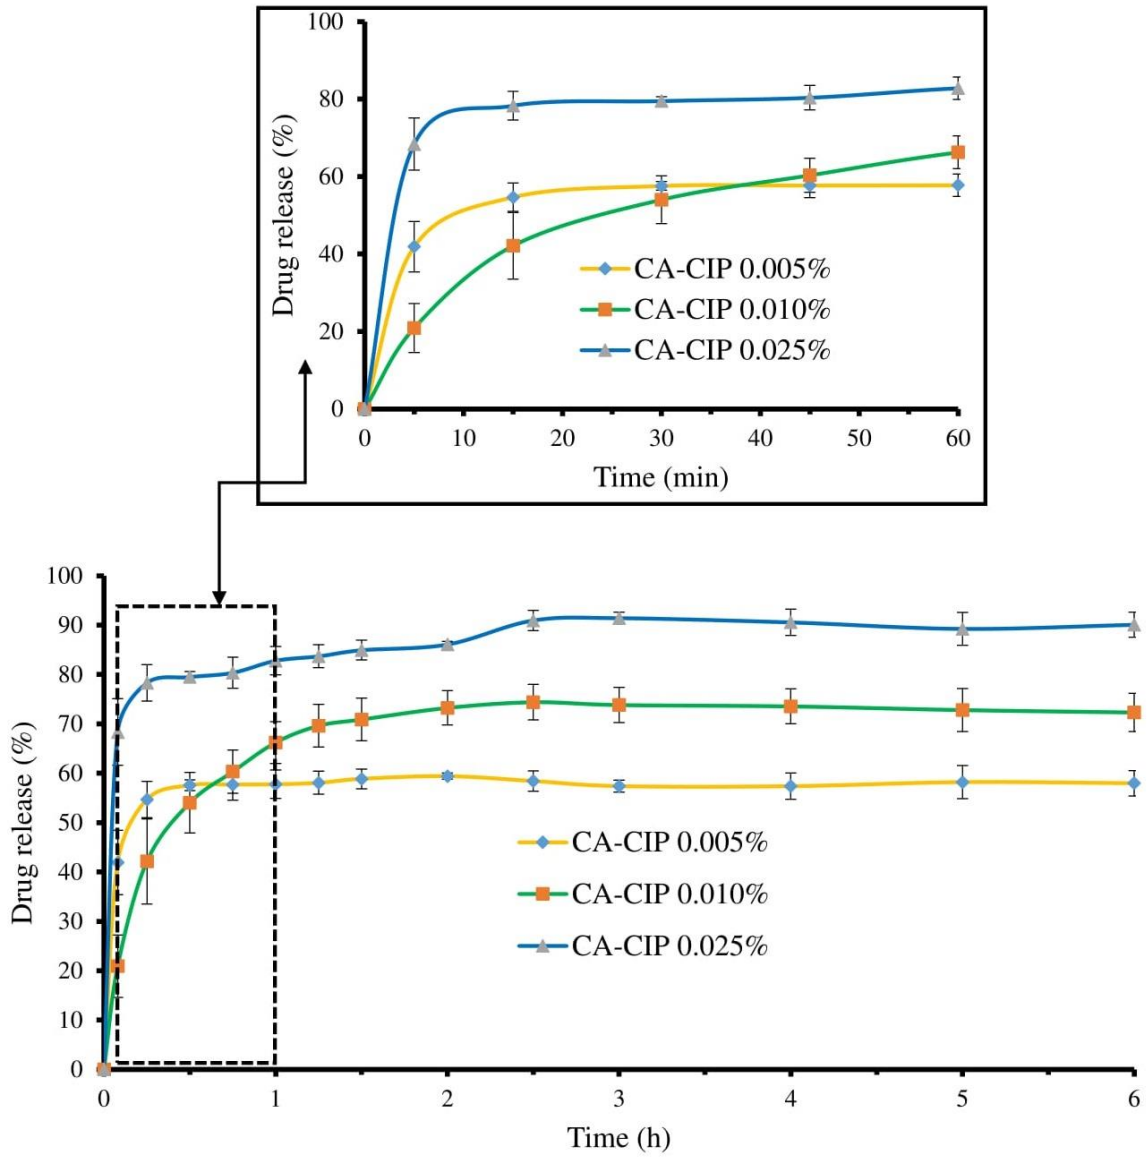 100
80
60
40
20
0
Drug release (%)
CA-CIP 0.005%
CA-CIP 0.010%
CA-CIP 0.025%
0 10 20 30 40 50 60
Time (min)
100
90
80
70
60
50
40
30
20
10
0
Drug release (%)
CA-CIP 0.005%
CA-CIP 0.010%
CA-CIP 0.025%
0 1 2 3 4 5 6
Time (h)